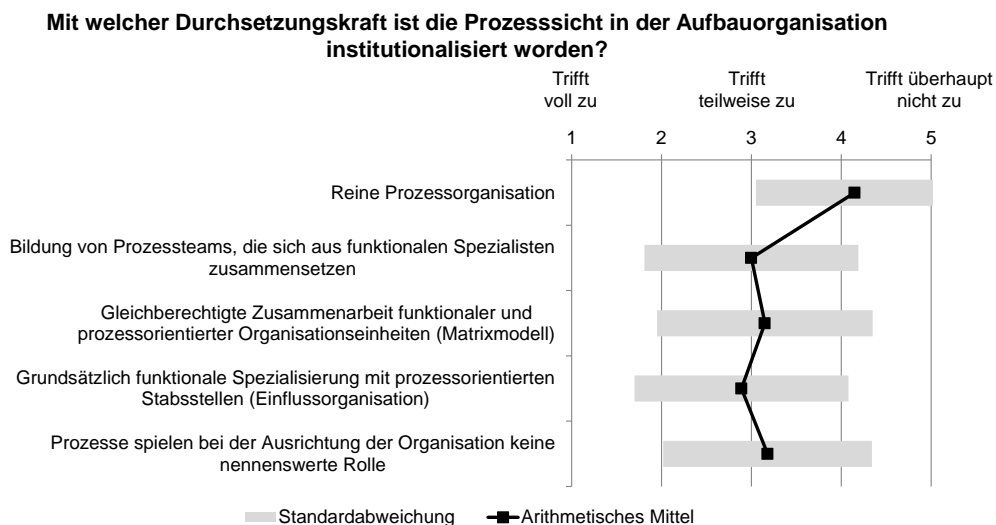 Mit welcher Durchsetzungskraft ist die Prozesssicht in der Aufbauorganisation
institutionalisiert worden?
Trifft
voll zu
Trifft
teilweise zu
Trifft überhaupt
nicht zu
1 2 3 4 5
Reine Prozessorganisation
Bildung von Prozessteams, die sich aus funktionalen Spezialisten
zusammensetzen
Gleichberechtigte Zusammenarbeit funktionaler und
prozessorientierter Organisationseinheiten (Matrixmodell)
Grundsätzlich funktionale Spezialisierung mit prozessorientierten
Stabsstellen (Einflussorganisation)
Prozesse spielen bei der Ausrichtung der Organisation keine
nennenswerte Rolle
Standardabweichung Arithmetisches Mittel